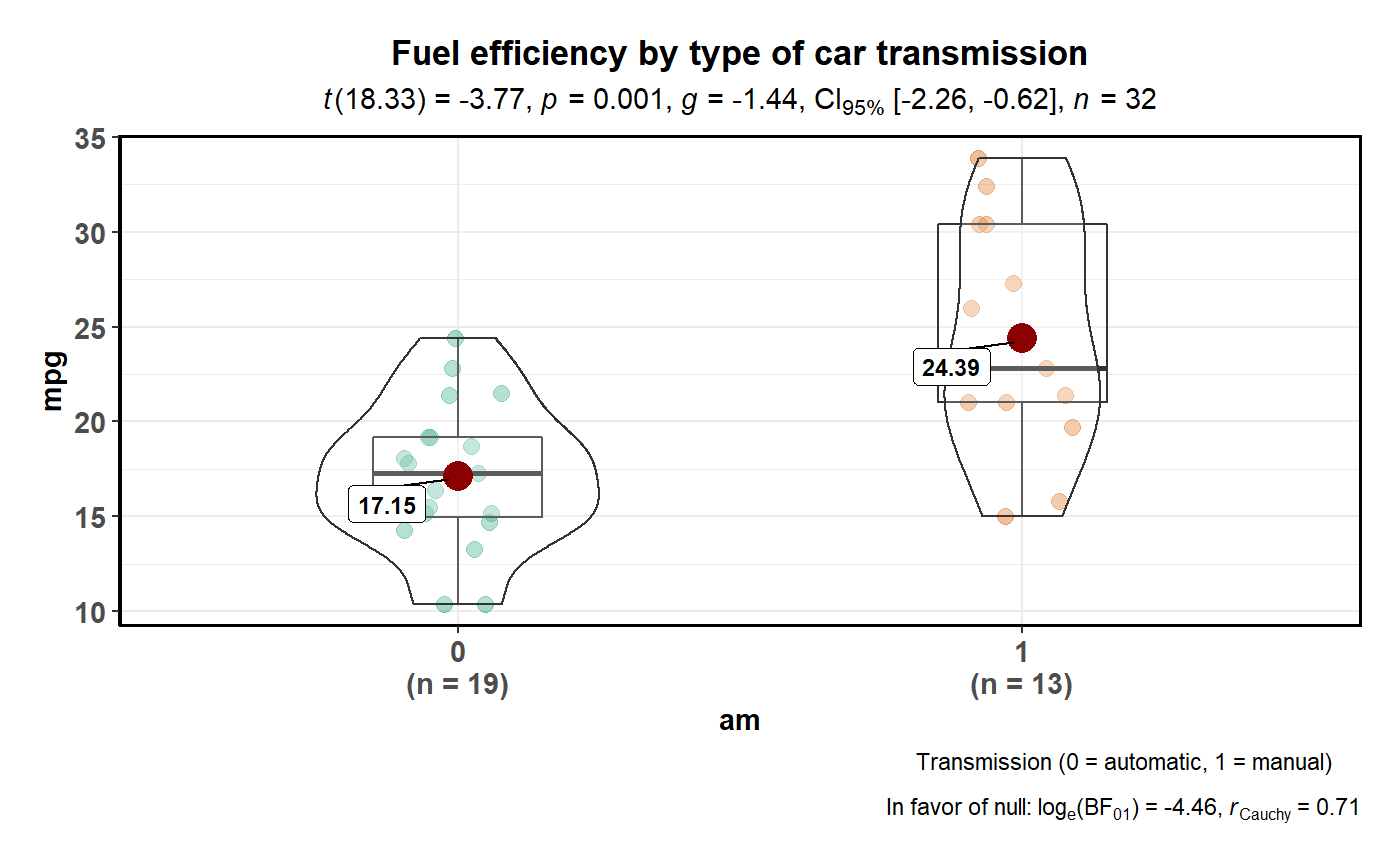 Fuel efficiency by type of car transmission
t(18.33) = -3.77, p = 0.001, g = -1.44, CI95% [-2.26, -0.62], n = 32
35
30
25
20
15
10
mpg
24.39
17.15
0
(n = 19)
1
(n = 13)
am
Transmission (0 = automatic, 1 = manual)
In favor of null: loge(BF01) = -4.46, rCauchy = 0.71